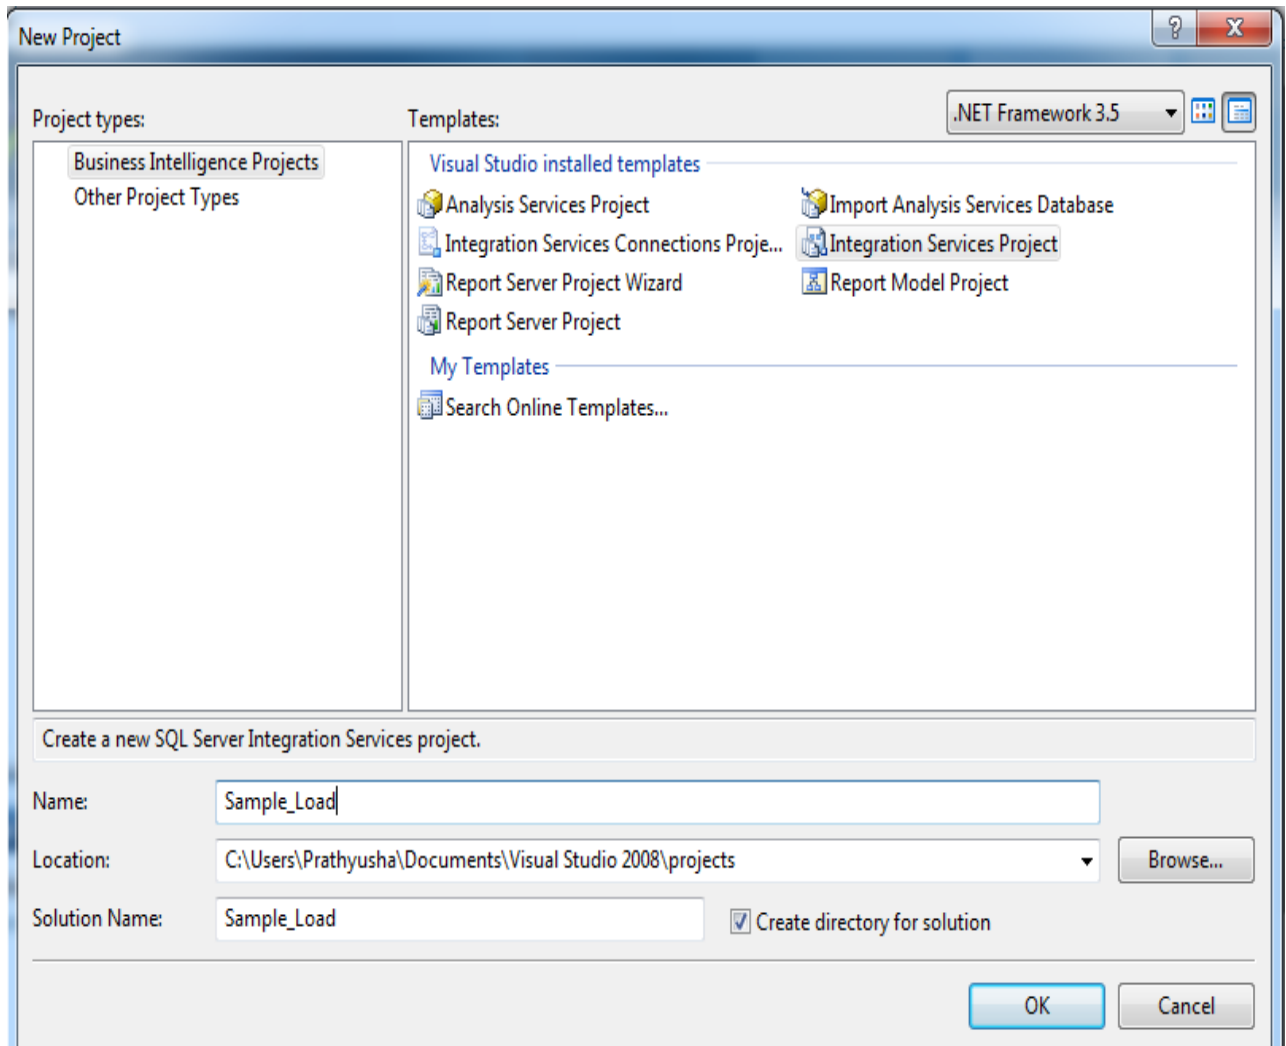 New Project
Project types:
Templates:
.NET Framework 3.5
Business Intelligence Projects
Other Project Types
Visual Studio installed templates
Analysis Services Project
Import Analysis Services Database
Integration Services Connections Proje...
Integration Services Project
Report Server Project Wizard
Report Model Project
Report Server Project
My Templates
Search Online Templates...
Create a new SQL Server Integration Services project.
Name:
Sample_Load
Location:
C:\Users\Prathyusha\Documents\Visual Studio 2008\projects
Browse...
Solution Name:
Sample_Load
Create directory for solution
OK
Cancel